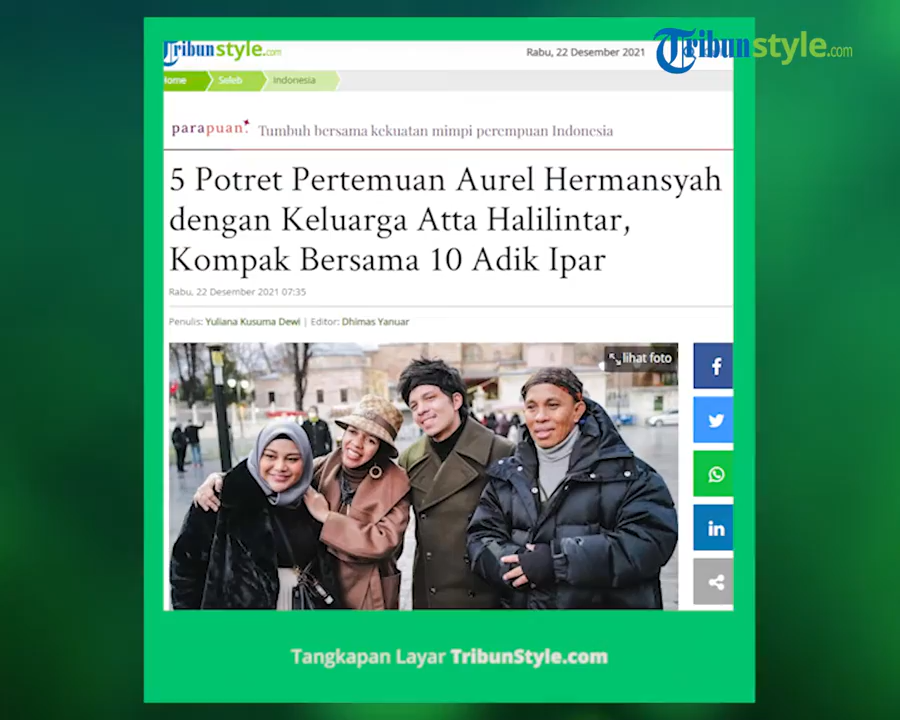 Tribunstyle.com
Rabu, 22 Desember 2021
Tribunstyle.com
Home Seleb Indonesia
parapuan. Tumbuh bersama kekuatan mimpi perempuan Indonesia
5 Potret Pertemuan Aurel Hermansyah
dengan Keluarga Atta Halilintar,
Kompak Bersama 10 Adik Ipar
Rabu, 22 Desember 2021 07:35
Penulis: Yuliana Kusuma Dewi | Editor: Dhimas Yanuar
lihat foto
f
in
Tangkapan Layar TribunStyle.com